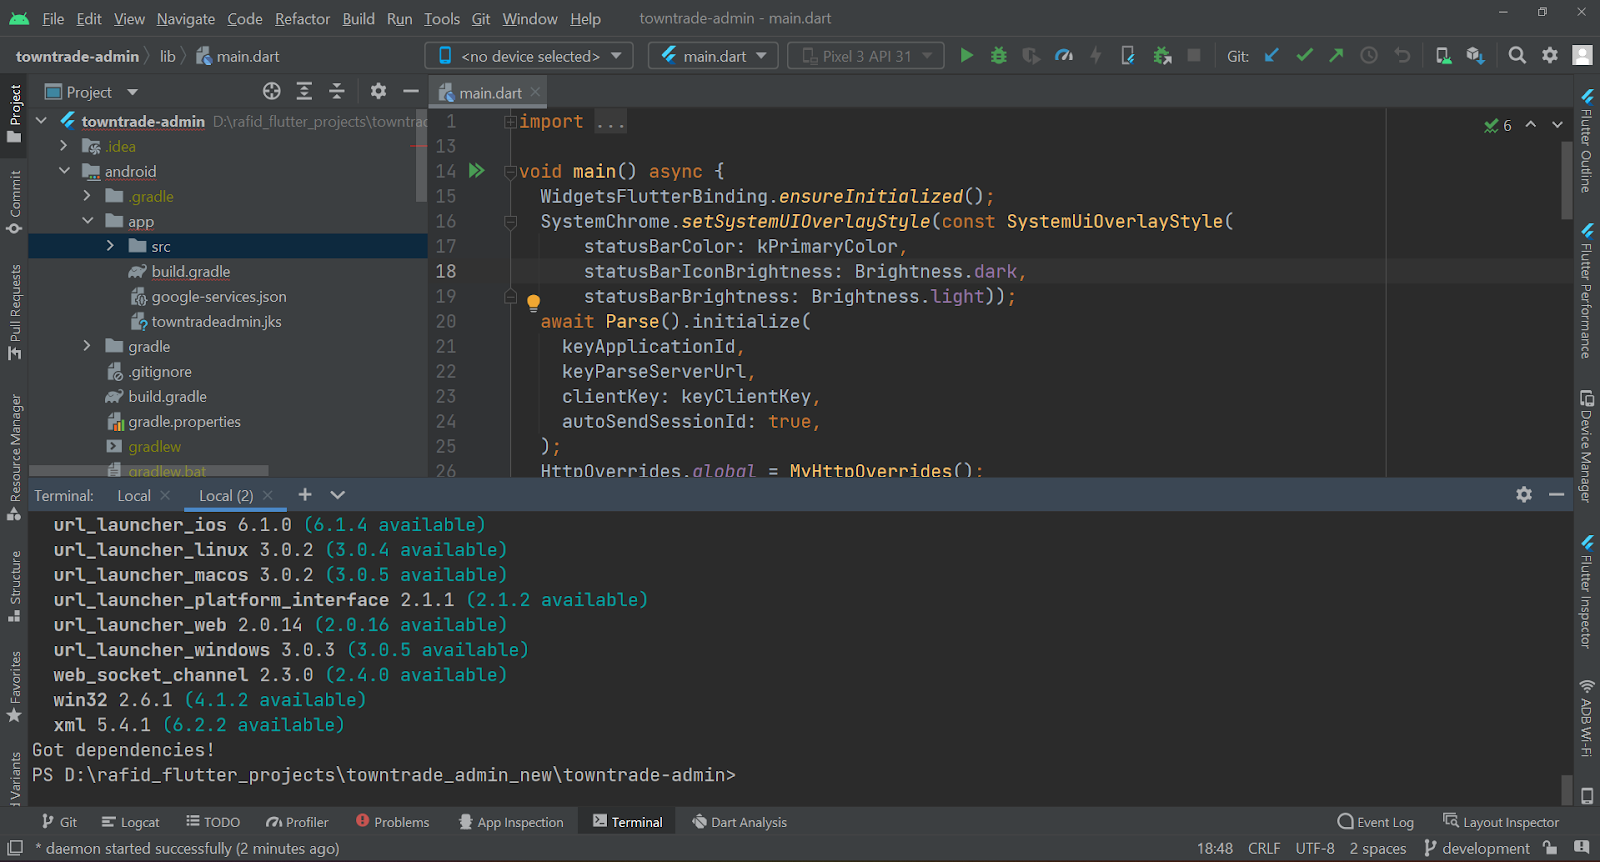 File Edit View Navigate Code Refactor Build Run Tools Git Window Help towntrade-admin - main.dart
towntrade-admin lib main.dart <no device selected> main.dart Pixel 3 API 31 Git:
Project
main.dart
towntrade-admin D:\rafid_flutter_projects\towntrad
.idea
android
.gradle
app
src
build.gradle
google-services.json
towntradeadmin.jks
gradle
.gitignore
build.gradle
gradle.properties
gradlew
gradlew.bat
6
1 import ...
13
14 void main() async {
15 WidgetsFlutterBinding.ensureInitialized();
16 SystemChrome.setSystemUIOverlayStyle(const SystemUiOverlayStyle(
17 statusBarColor: kPrimaryColor,
18 statusBarIconBrightness: Brightness.dark,
19 statusBarBrightness: Brightness.light));
20 await Parse().initialize(
21 keyApplicationId,
22 keyParseServerUrl,
23 clientKey: keyClientKey,
24 autoSendSessionId: true,
25 );
26 HttpOverrides.global = MyHttpOverrides();
Project
Commit
Pull Requests
Resource Manager
Structure
Favorites
Variants
Flutter Outline
Flutter Performance
Device Manager
Flutter Inspector
ADB Wi-Fi
Terminal: Local Local (2)
url_launcher_ios 6.1.0 (6.1.4 available)
url_launcher_linux 3.0.2 (3.0.4 available)
url_launcher_macos 3.0.2 (3.0.5 available)
url_launcher_platform_interface 2.1.1 (2.1.2 available)
url_launcher_web 2.0.14 (2.0.16 available)
url_launcher_windows 3.0.3 (3.0.5 available)
web_socket_channel 2.3.0 (2.4.0 available)
win32 2.6.1 (4.1.2 available)
xml 5.4.1 (6.2.2 available)
Got dependencies!
PS D:\rafid_flutter_projects\towntrade_admin_new\towntrade-admin>
Git Logcat TODO Profiler Problems App Inspection Terminal Dart Analysis Event Log Layout Inspector
* daemon started successfully (2 minutes ago) 18:48 CRLF UTF-8 2 spaces development